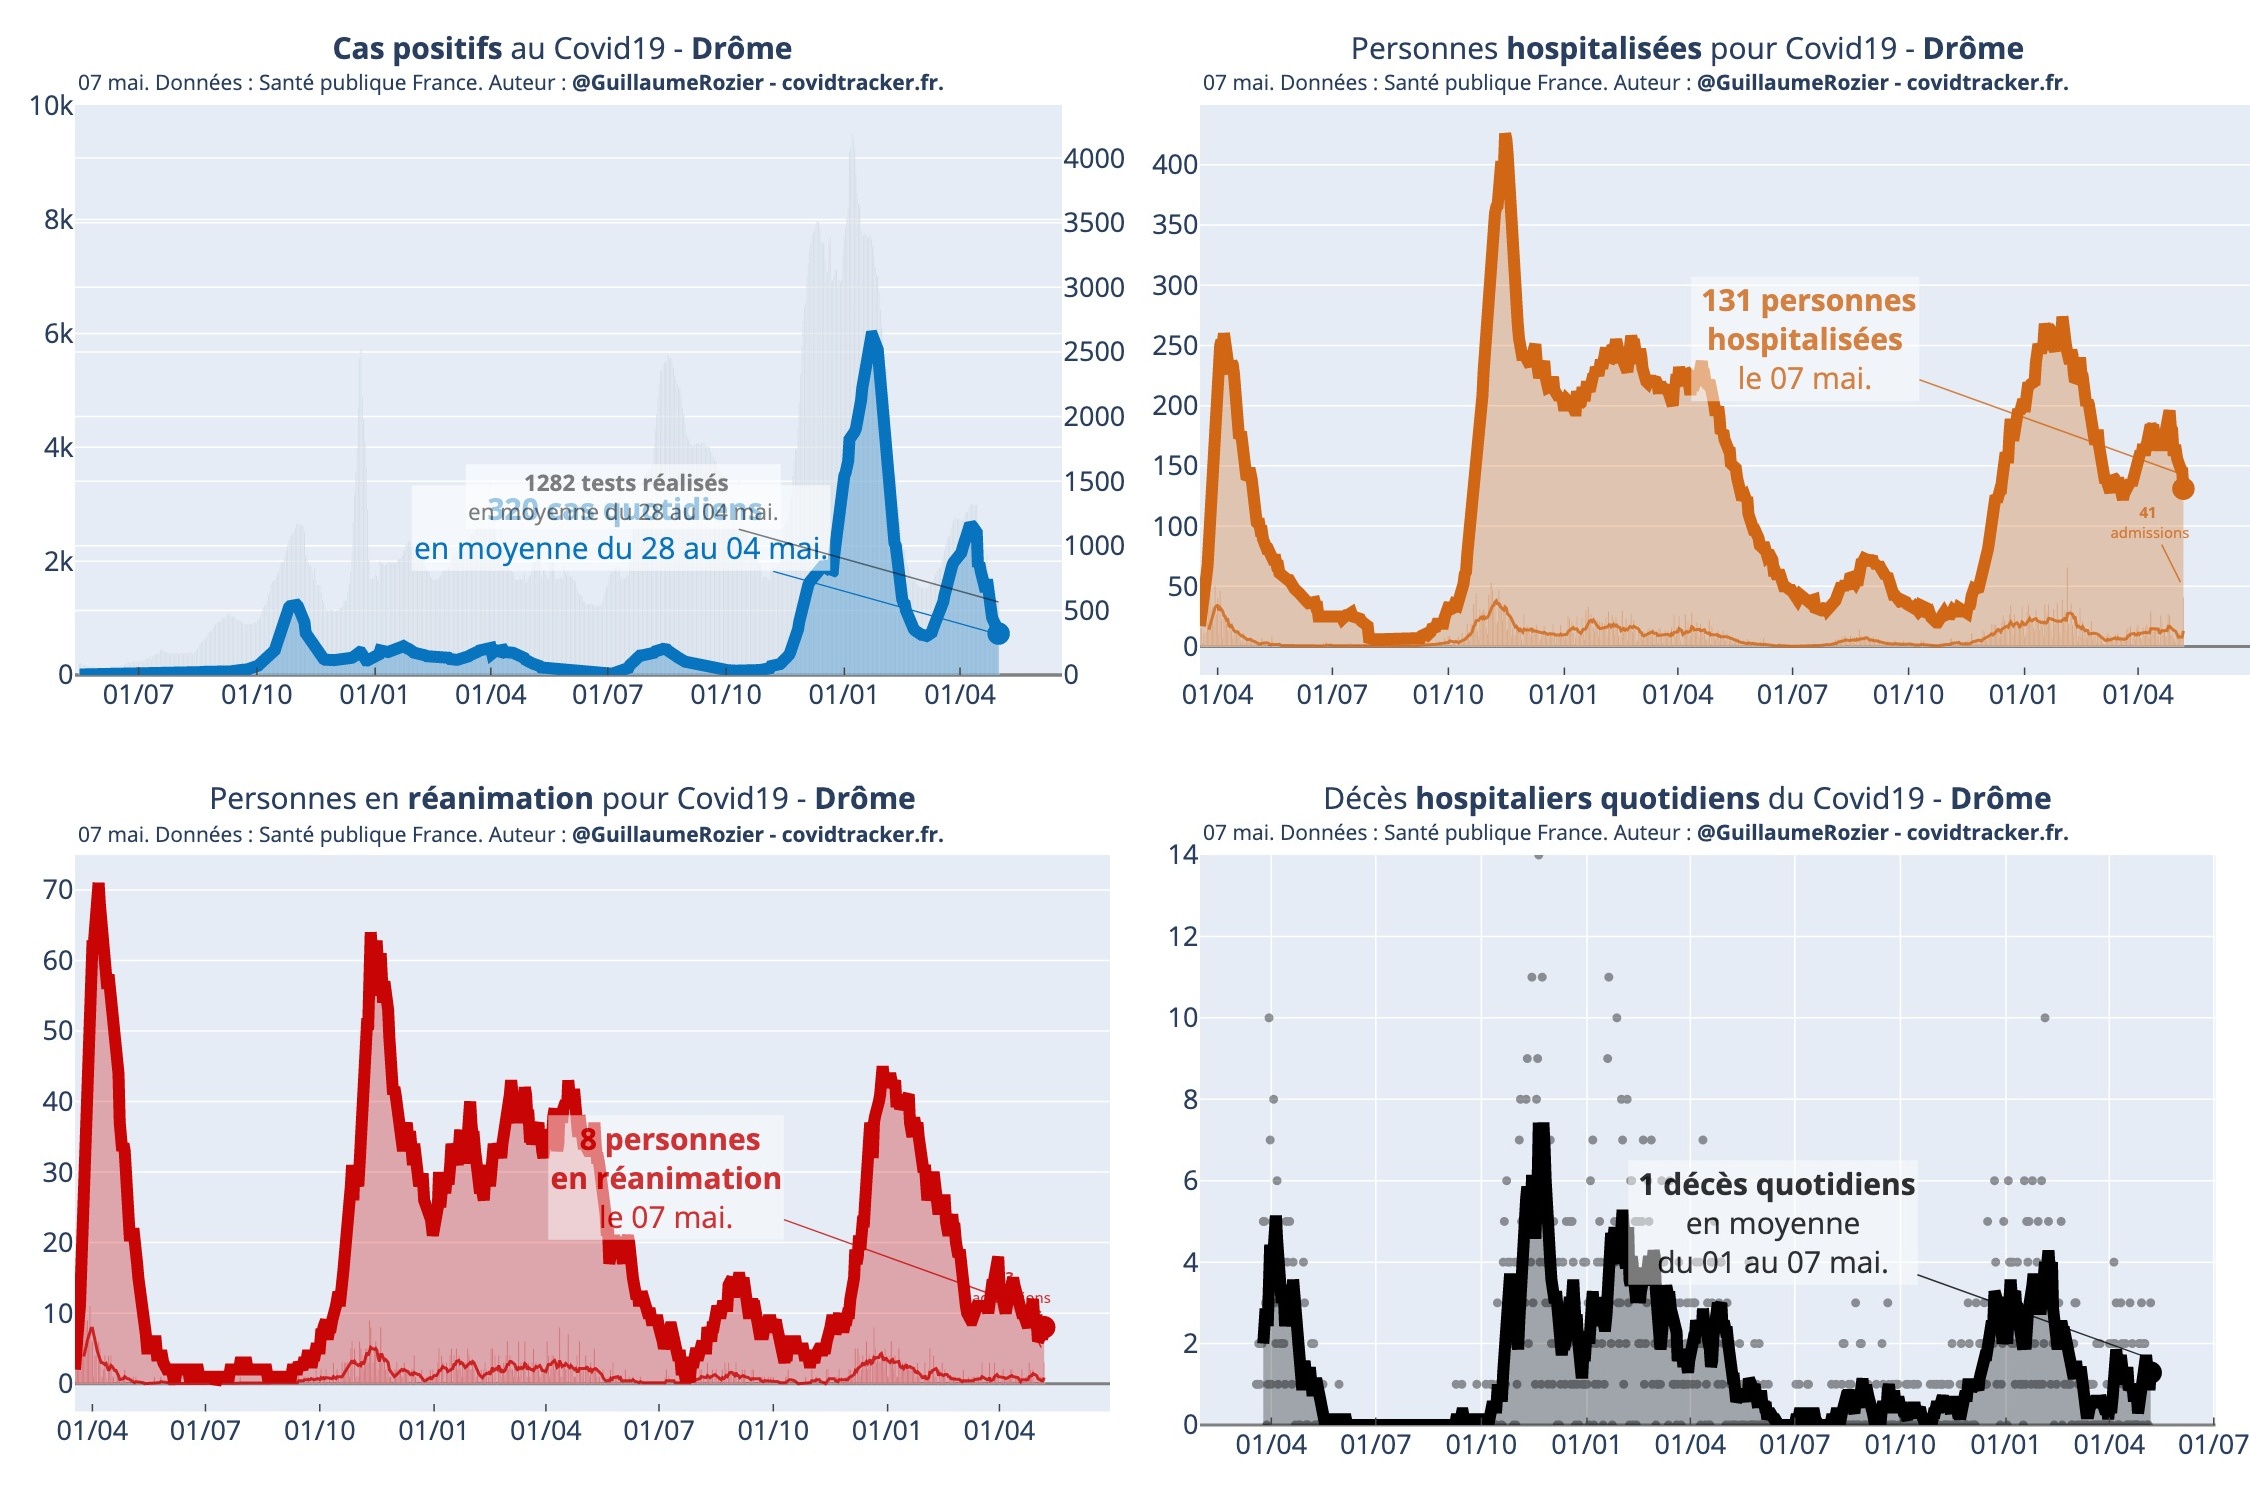 Cas positifs au Covid19 - Drôme
07 mai. Données : Santé publique France. Auteur : @GuillaumeRozier - covidtracker.fr.
10k
8k
6k
4k
2k
0
4000
3500
3000
2500
2000
1500
1000
500
0
1282 tests réalisés
en moyenne du 28 au 04 mai.
320 cas quotidiens
en moyenne du 28 au 04 mai.
01/07 01/10 01/01 01/04 01/07 01/10 01/01 01/04
Personnes hospitalisées pour Covid19 - Drôme
07 mai. Données : Santé publique France. Auteur : @GuillaumeRozier - covidtracker.fr.
400
350
300
250
200
150
100
50
0
131 personnes
hospitalisées
le 07 mai.
41
admissions
01/04 01/07 01/10 01/01 01/04 01/07 01/10 01/01 01/04
Personnes en réanimation pour Covid19 - Drôme
07 mai. Données : Santé publique France. Auteur : @GuillaumeRozier - covidtracker.fr.
70
60
50
40
30
20
10
0
8 personnes
en réanimation
le 07 mai.
01/04 01/07 01/10 01/01 01/04 01/07 01/10 01/01 01/04
Décès hospitaliers quotidiens du Covid19 - Drôme
07 mai. Données : Santé publique France. Auteur : @GuillaumeRozier - covidtracker.fr.
14
12
10
8
6
4
2
0
1 décès quotidiens
en moyenne
du 01 au 07 mai.
01/04 01/07 01/10 01/01 01/04 01/07 01/10 01/01 01/04 01/07